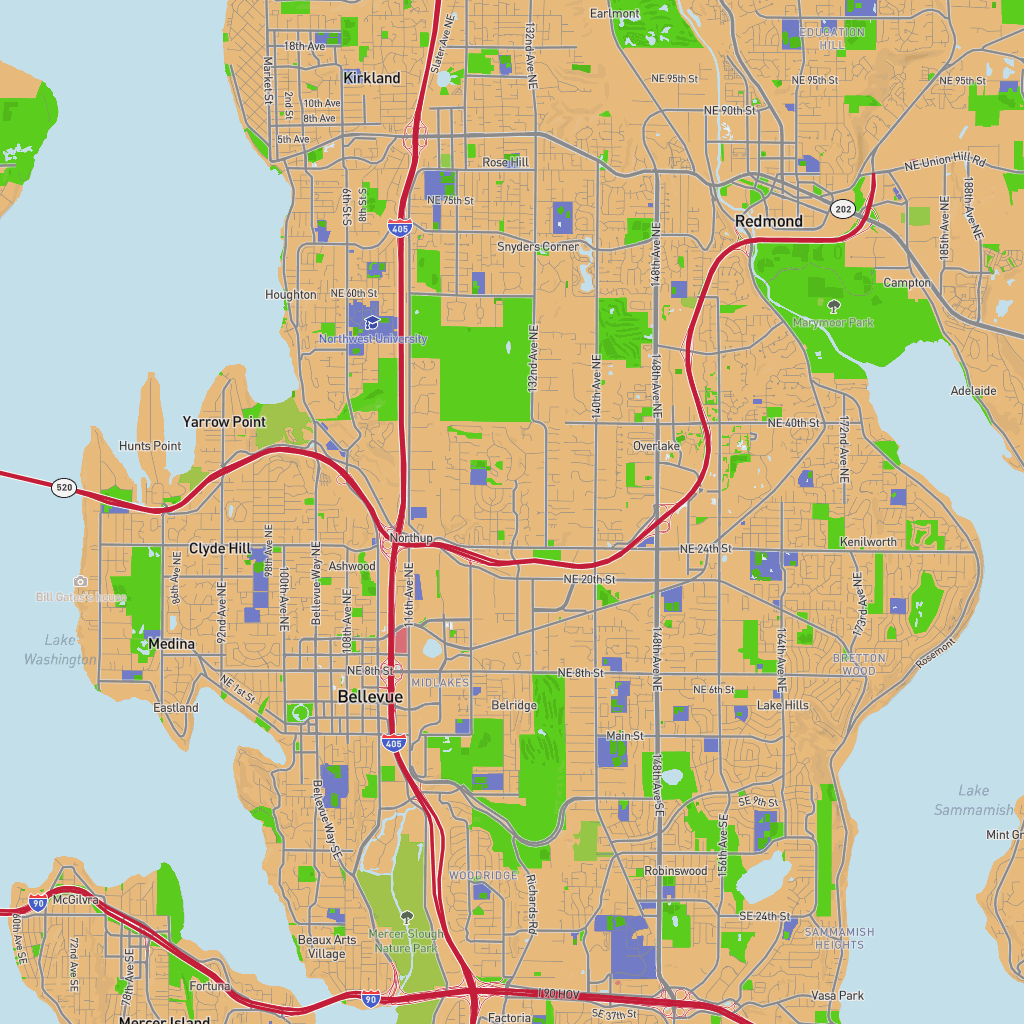 Earlmont
18th Ave
Slater Ave NE
132nd Ave NE
EDUCATION
HILL
Kirkland
Market St
2nd St
10th Ave
8th Ave
5th Ave
NE 95th St
NE 95th St
NE 95th St
NE 90th St
Rose Hill
NE Union Hill Rd
6th St S
8th St S
NE 75th St
148th Ave NE
185th Ave NE
188th Ave NE
202
Redmond
405
Snyders Corner
Campton
Houghton
NE 60th St
Northwest University
Marymoor Park
132nd Ave NE
140th Ave NE
148th Ave NE
Adelaide
Yarrow Point
Hunts Point
NE 40th St
172nd Ave NE
Overlake
520
Northup
Clyde Hill
98th Ave NE
Bellevue Way NE
Ashwood
NE 24th St
Kenilworth
86th Ave NE
92nd Ave NE
100th Ave NE
108th Ave NE
116th Ave NE
NE 20th St
Bill Gates's house
173rd Ave NE
Lake
Washington
Medina
148th Ave NE
164th Ave NE
Rosemont
BRETTON
WOOD
NE 8th St
NE 8th St
MIDLAKES
NE 1st St
Bellevue
NE 6th St
Eastland
Belridge
Lake Hills
405
Main St
Bellevue Way SE
148th Ave SE
SE 9th St
156th Ave SE
Lake
Sammamish
Mint Gr
WOODRIDGE
Robinswood
90
McGilvra
60th Ave SE
72nd Ave SE
78th Ave SE
Richards Rd
SE 24th St
SAMMAMISH
HEIGHTS
Beaux Arts
Village
Mercer Slough
Nature Park
Fortuna
90
I 90 HOV
Vasa Park
Mercer Island
Factoria
SE 37th St